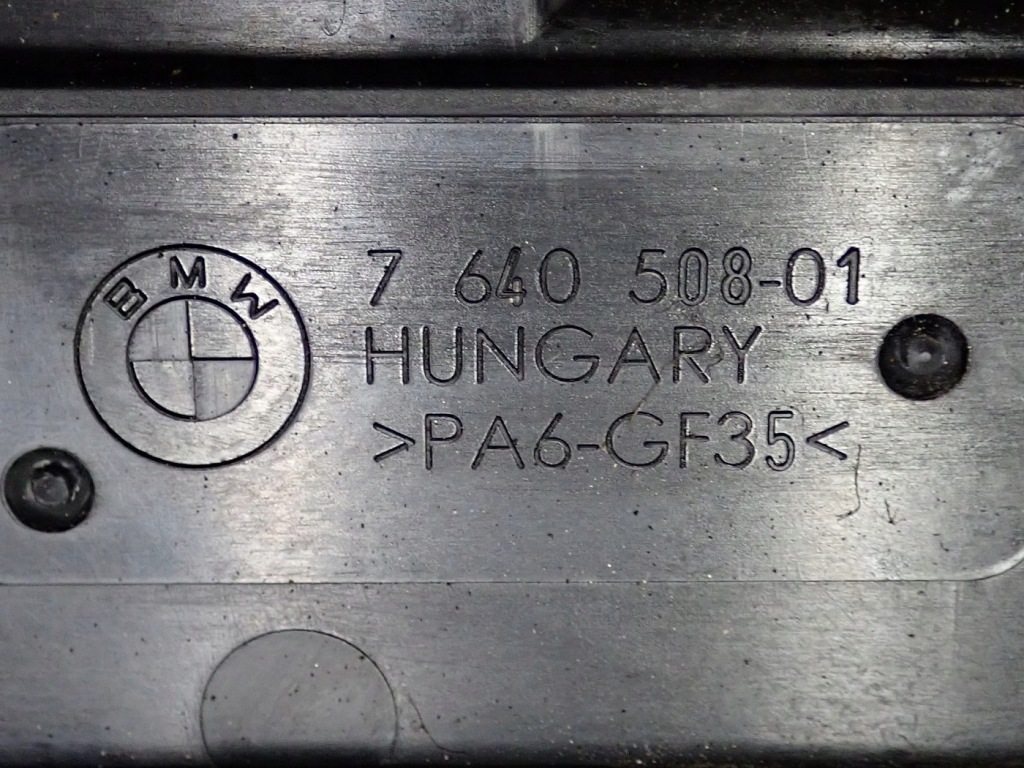 BMW
7 640 508-01
HUNGARY
>PA6-GF35<